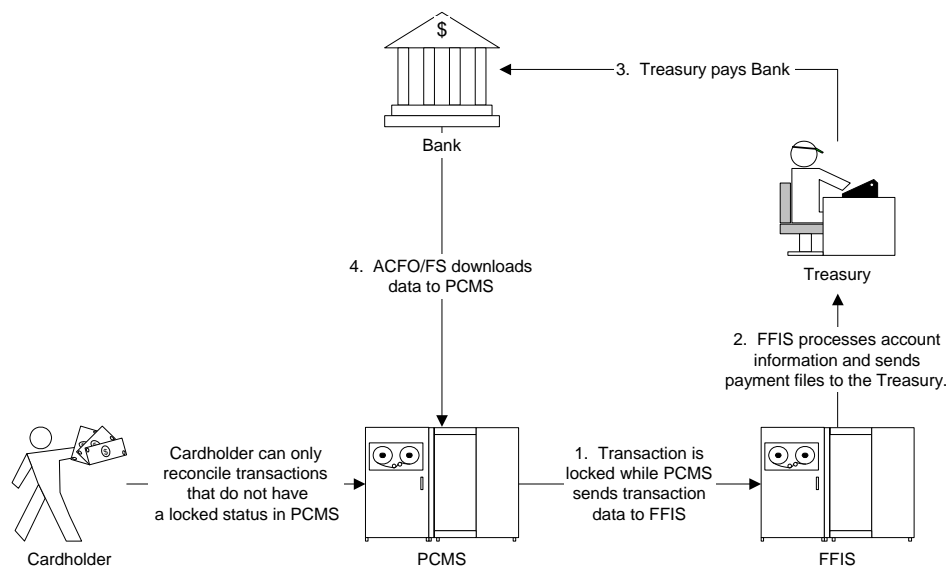 $
Bank
3. Treasury pays Bank
Treasury
4. ACFO/FS downloads
data to PCMS
2. FFIS processes account
information and sends
payment files to the Treasury.
Cardholder can only
reconcile transactions
that do not have
a locked status in PCMS
1. Transaction is
locked while PCMS
sends transaction
data to FFIS
Cardholder
PCMS
FFIS